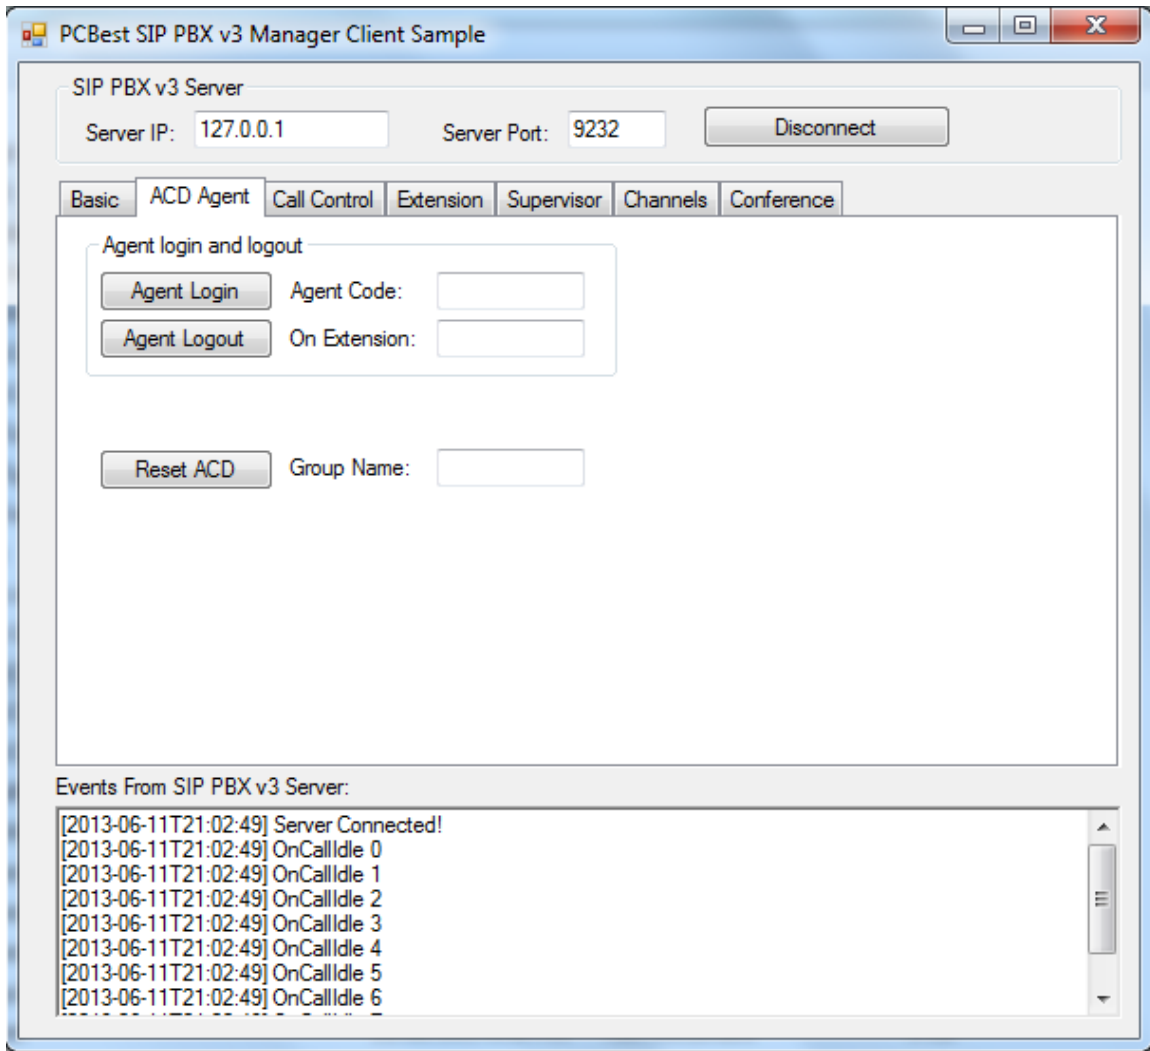 PCBest SIP PBX v3 Manager Client Sample
SIP PBX v3 Server
Server IP: 127.0.0.1 Server Port: 9232 Disconnect
Basic ACD Agent Call Control Extension Supervisor Channels Conference
Agent login and logout
Agent Login Agent Code:
Agent Logout On Extension:
Reset ACD Group Name:
Events From SIP PBX v3 Server:
[2013-06-11T21:02:49] Server Connected!
[2013-06-11T21:02:49] OnCallIdle 0
[2013-06-11T21:02:49] OnCallIdle 1
[2013-06-11T21:02:49] OnCallIdle 2
[2013-06-11T21:02:49] OnCallIdle 3
[2013-06-11T21:02:49] OnCallIdle 4
[2013-06-11T21:02:49] OnCallIdle 5
[2013-06-11T21:02:49] OnCallIdle 6